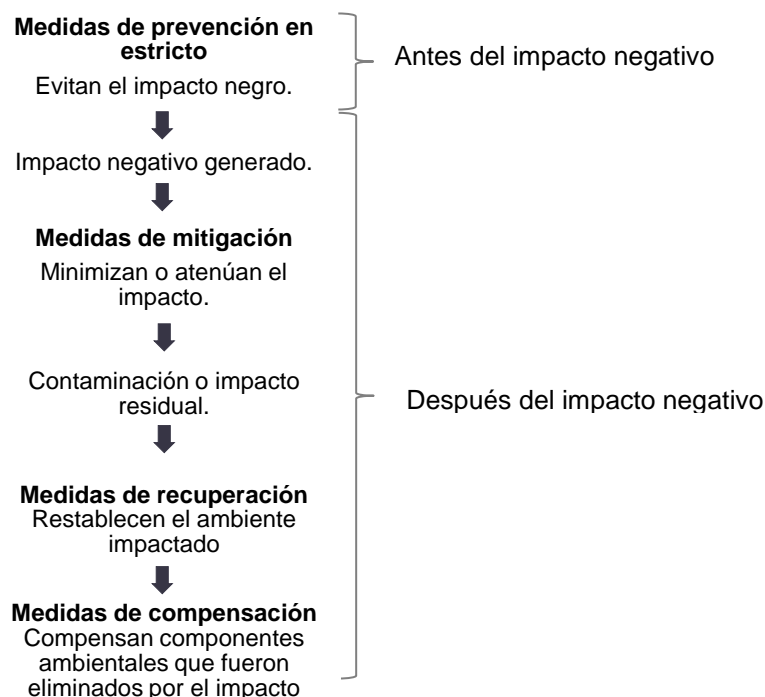 Medidas de prevención en
estricto
Evitan el impacto negro.
Antes del impacto negativo
Impacto negativo generado.
Medidas de mitigación
Minimizan o atenúan el
impacto.
Contaminación o impacto
residual.
Después del impacto negativo
Medidas de recuperación
Restablecen el ambiente
impactado
Medidas de compensación
Compensan componentes
ambientales que fueron
eliminados por el impacto